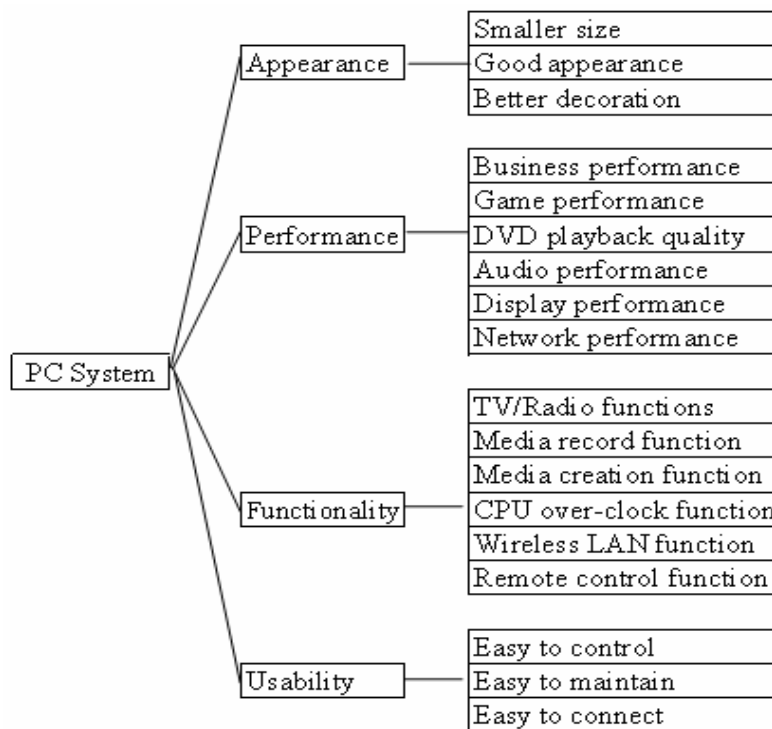 PC System
Appearance
Smaller size
Good appearance
Better decoration
Performance
Business performance
Game performance
DVD playback quality
Audio performance
Display performance
Network performance
Functionality
TV/Radio functions
Media record function
Media creation function
CPU over-clock function
Wireless LAN function
Remote control function
Usability
Easy to control
Easy to maintain
Easy to connect